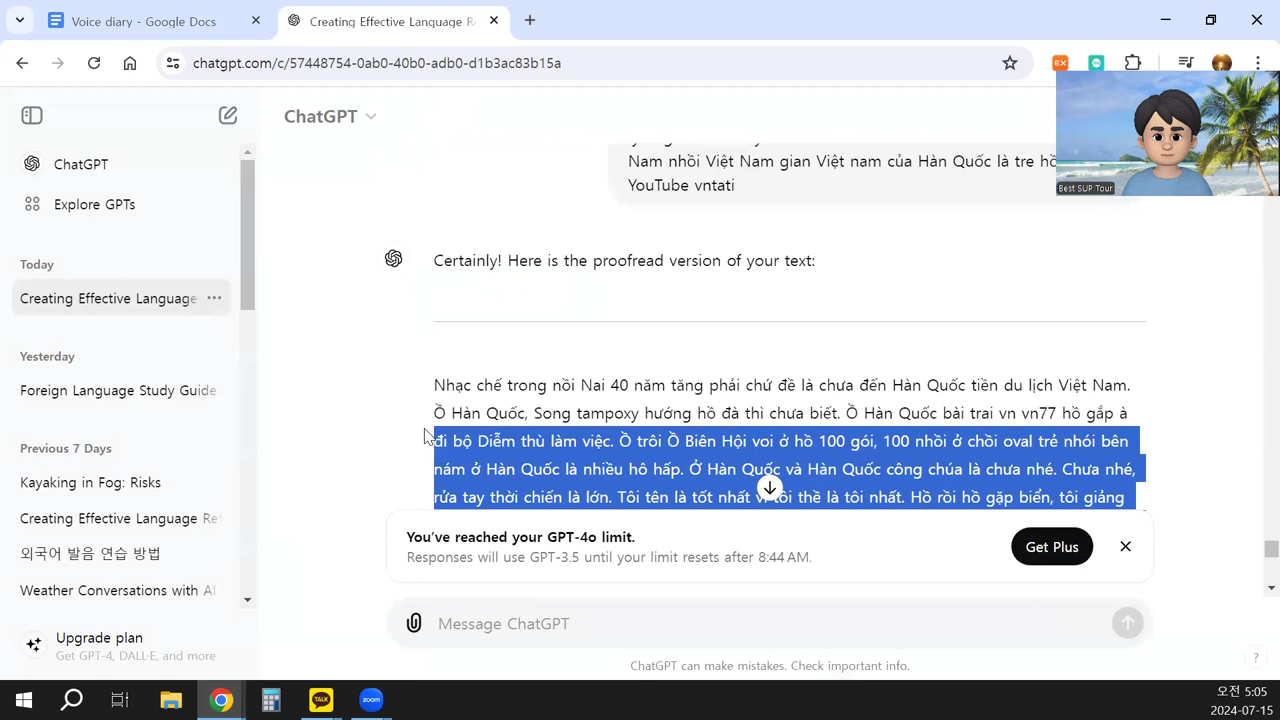 Voice diary - Google Docs
Creating Effective Language Re
chatgpt.com/c/57448754-0ab0-40b0-adb0-d1b3ac83b15a
EX
ChatGPT
ChatGPT
Explore GPTs
Today
Creating Effective Language
Yesterday
Foreign Language Study Guide
Previous 7 Days
Kayaking in Fog: Risks
Creating Effective Language Re
외국어 발음 연습 방법
Weather Conversations with AI
Upgrade plan
Get GPT-4, DALL·E, and more
Nam nhồi Việt Nam gian Việt nam của Hàn Quốc là tre hồ
YouTube vntati
Best SUP Tour
Certainly! Here is the proofread version of your text:
Nhạc chế trong nồi Nai 40 năm tăng phải chứ đề là chưa đến Hàn Quốc tiền du lịch Việt Nam.
Ồ Hàn Quốc, Song tampoxy hướng hồ đà thì chưa biết. Ồ Hàn Quốc bài trai vn vn77 hồ gắp à
đi bộ Diễm thù làm việc. Ồ trôi Ồ Biên Hội voi ở hồ 100 gói, 100 nhồi ở chồi oval trẻ nhói bên
nám ở Hàn Quốc là nhiều hô hấp. Ở Hàn Quốc và Hàn Quốc công chúa là chưa nhé. Chưa nhé,
rửa tay thời chiến là lớn. Tôi tên là tốt nhất vì tôi thề là tôi nhất. Hồ rồi hồ gặp biển, tôi giảng
You've reached your GPT-4o limit.
Responses will use GPT-3.5 until your limit resets after 8:44 AM.
Get Plus
Message ChatGPT
ChatGPT can make mistakes. Check important info.
?
TALK
zoom
오전 5:05
2024-07-15